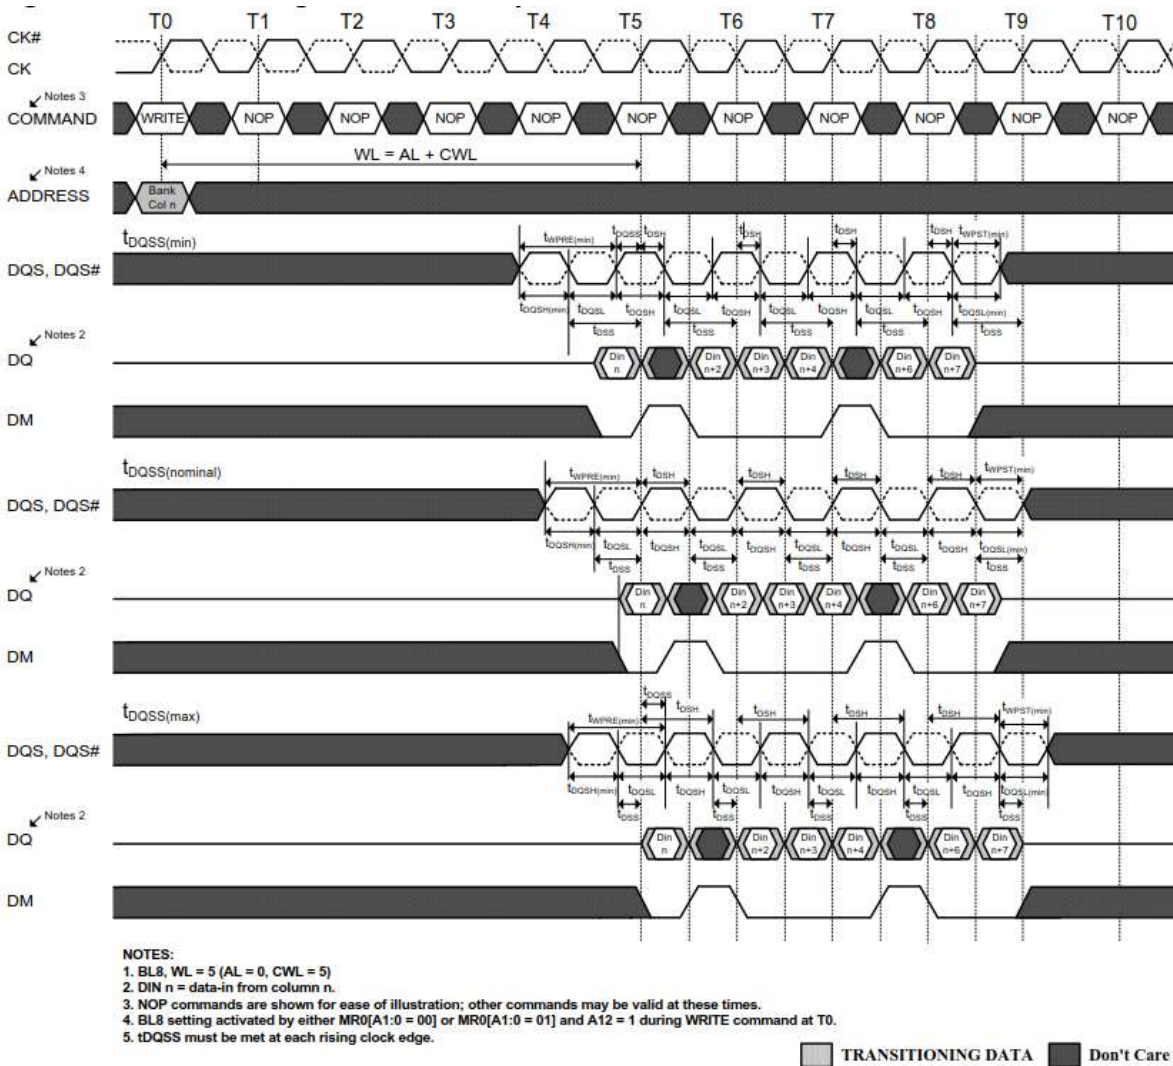 T0 T1 T2 T3 T4 T5 T6 T7 T8 T9 T10
CK#
CK
Notes 3
COMMAND WRITE NOP NOP NOP NOP NOP NOP NOP NOP NOP NOP
WL = AL + CWL
Notes 4
ADDRESS Bank Col n
tDQSS(min) tWPRE(min) tDQSS tDSH tDSH tDSH tDSH tWPST(min)
DQS, DQS#
tDQSH(min) tDQSL tDQSH tDQSL tDQSH tDQSL tDQSH tDQSL tDQSH tDQSL(min)
tDSS tDSS tDSS tDSS tDSS
Notes 2
DQ Din n Din n+2 Din n+3 Din n+4 Din n+6 Din n+7
DM
tDQSS(nominal) tWPRE(min) tDSH tDSH tDSH tDSH tWPST(min)
DQS, DQS#
tDQSH(min) tDQSL tDQSH tDQSL tDQSH tDQSL tDQSH tDQSL tDQSH tDQSL(min)
tDSS tDSS tDSS tDSS tDSS
Notes 2
DQ Din n Din n+2 Din n+3 Din n+4 Din n+6 Din n+7
DM
tDQSS
tDQSS(max) tWPRE(min) tDSH tDSH tDSH tDSH tWPST(min)
DQS, DQS#
tDQSH(min) tDQSL tDQSH tDQSL tDQSH tDQSL tDQSH tDQSL tDQSH tDQSL(min)
tDSS tDSS tDSS tDSS tDSS
Notes 2
DQ Din n Din n+2 Din n+3 Din n+4 Din n+6 Din n+7
DM
NOTES:
1. BL8, WL = 5 (AL = 0, CWL = 5)
2. DIN n = data-in from column n.
3. NOP commands are shown for ease of illustration; other commands may be valid at these times.
4. BL8 setting activated by either MR0[A1:0 = 00] or MR0[A1:0 = 01] and A12 = 1 during WRITE command at T0.
5. tDQSS must be met at each rising clock edge.
TRANSITIONING DATA Don't Care